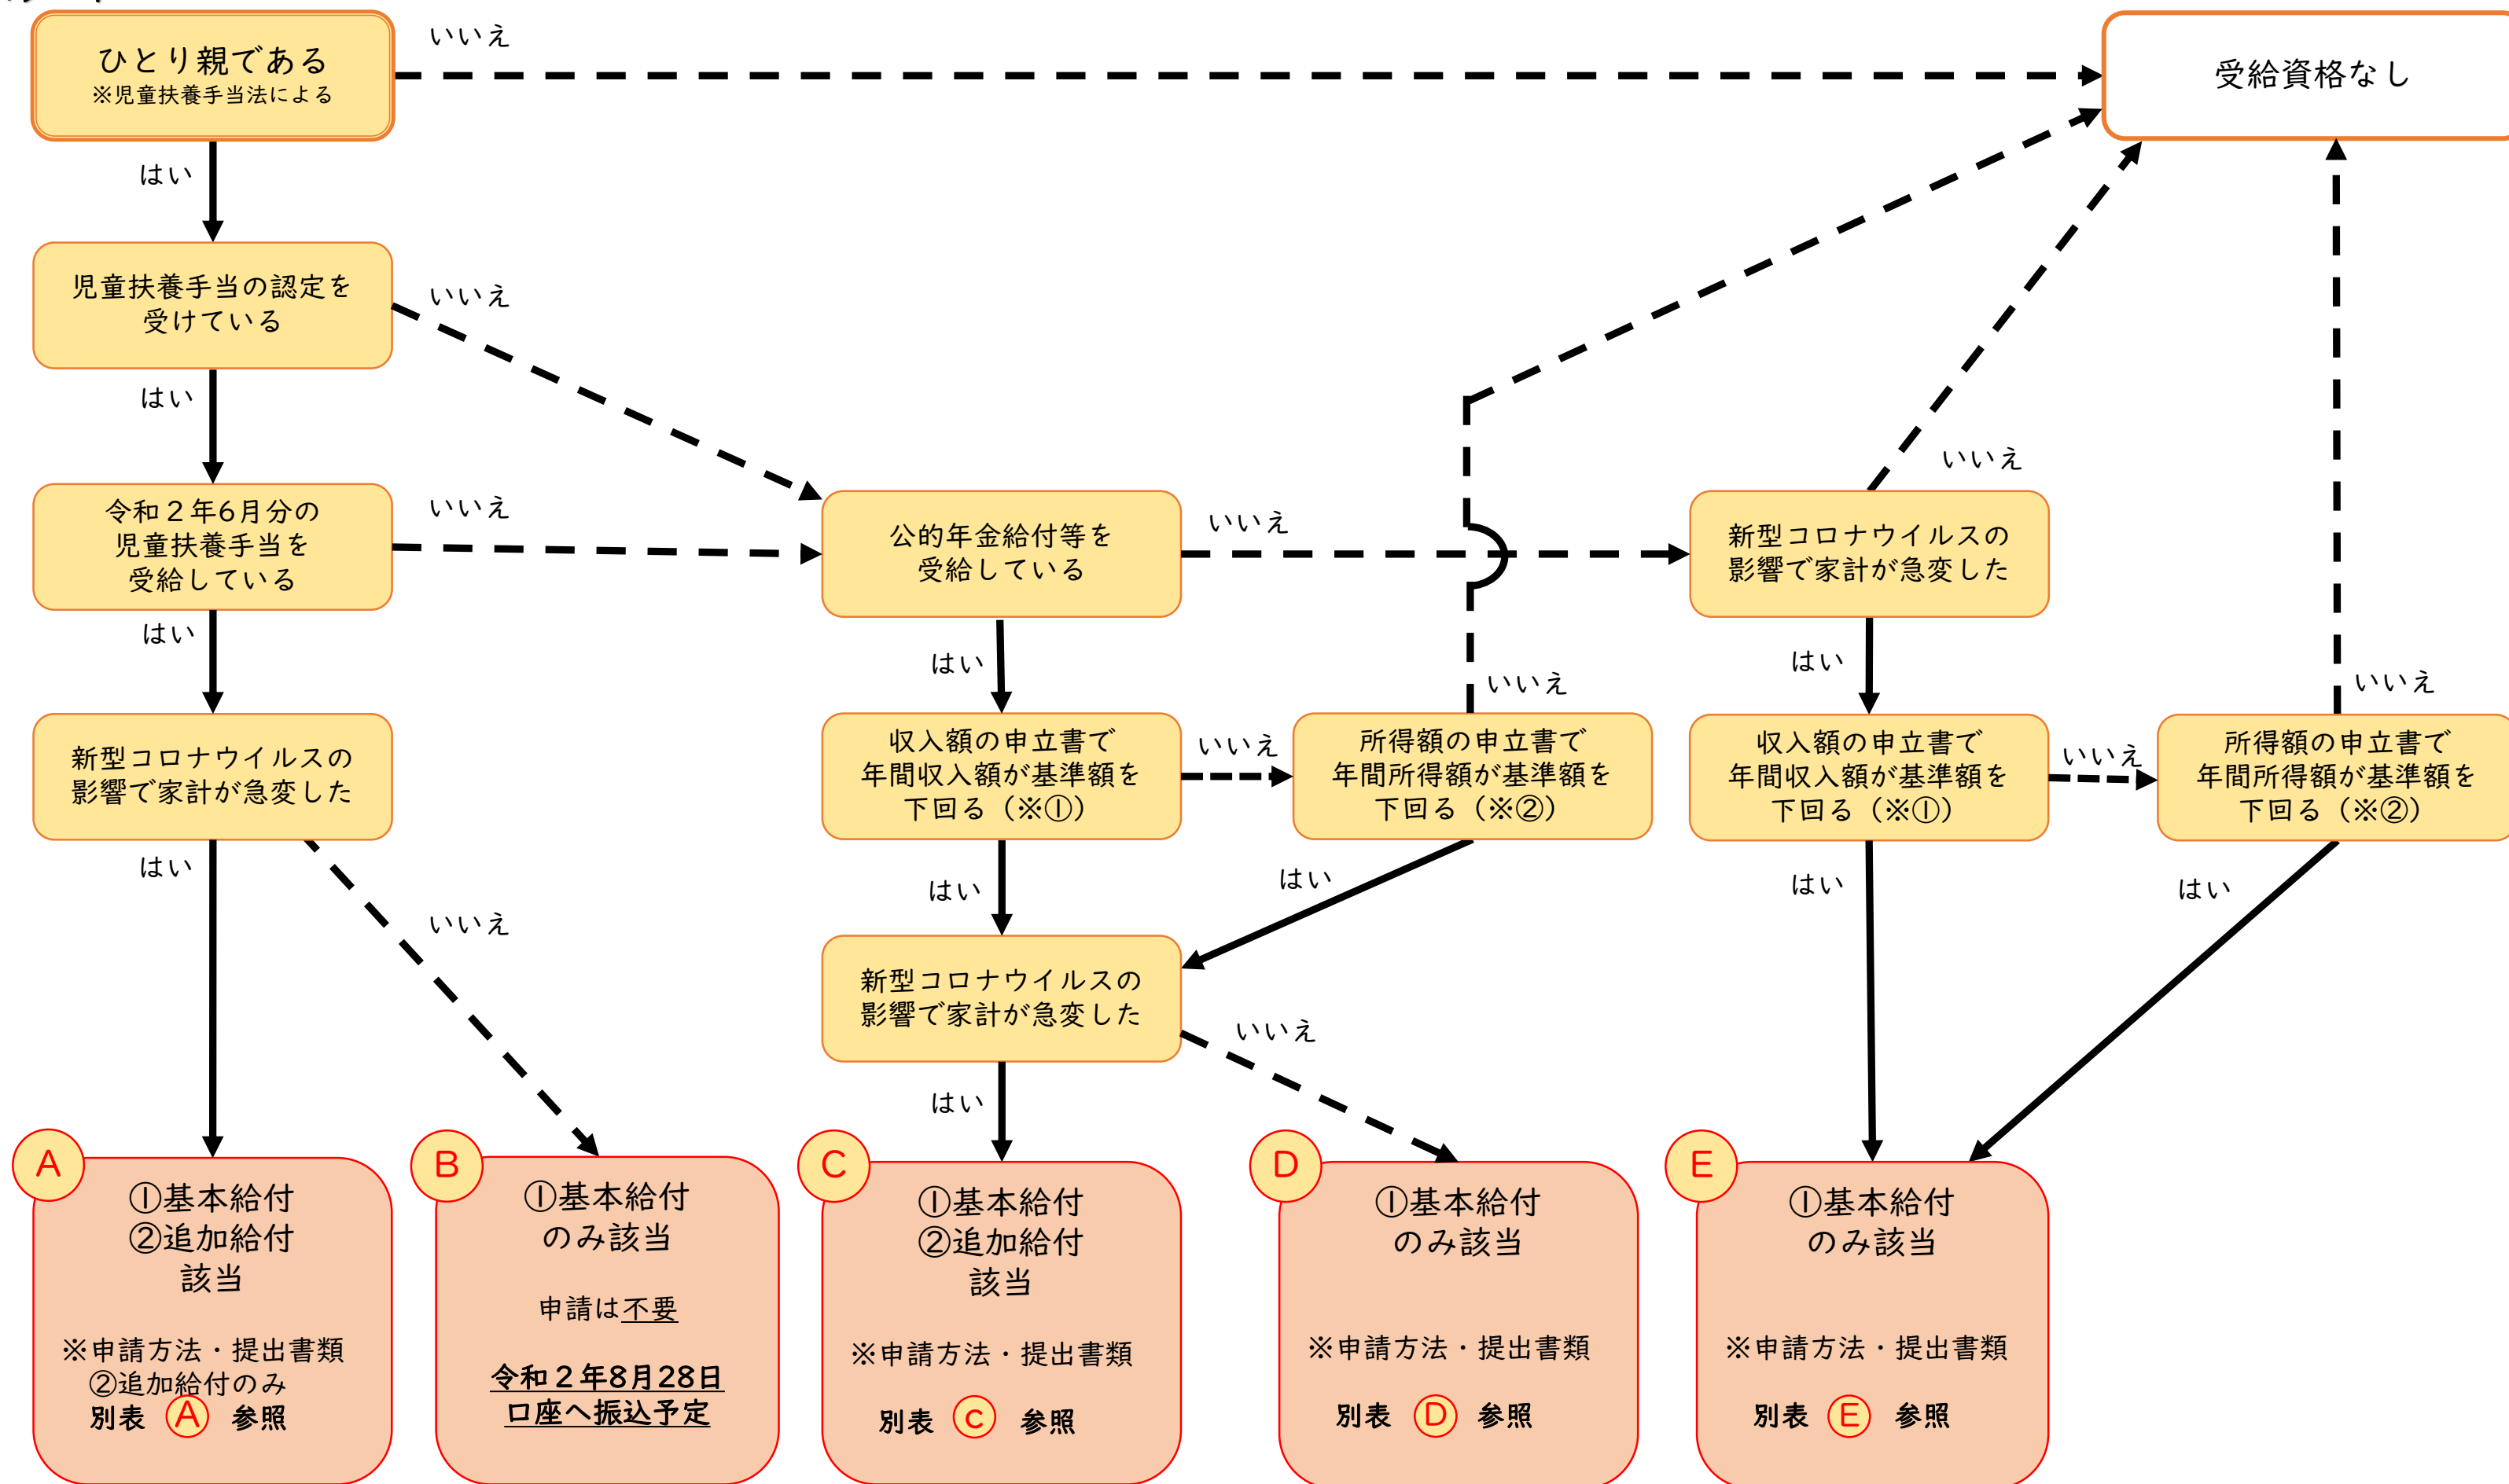 ひとり親である
※児童扶養手当法による
いいえ
受給資格なし
はい
児童扶養手当の認定を
受けている
いいえ
はい
令和２年6月分の
児童扶養手当を
受給している
いいえ
公的年金給付等を
受給している
いいえ
新型コロナウイルスの
影響で家計が急変した
いいえ
はい
はい
はい
いいえ
いいえ
新型コロナウイルスの
影響で家計が急変した
収入額の申立書で
年間収入額が基準額を
下回る（※①）
いいえ
所得額の申立書で
年間所得額が基準額を
下回る（※②）
収入額の申立書で
年間収入額が基準額を
下回る（※①）
いいえ
所得額の申立書で
年間所得額が基準額を
下回る（※②）
はい
いいえ
はい
はい
はい
はい
新型コロナウイルスの
影響で家計が急変した
いいえ
はい
A
①基本給付
②追加給付
該当
※申請方法・提出書類
②追加給付のみ
別表 A 参照
B
①基本給付
のみ該当
申請は不要
令和２年8月28日
口座へ振込予定
C
①基本給付
②追加給付
該当
※申請方法・提出書類
別表 C 参照
D
①基本給付
のみ該当
※申請方法・提出書類
別表 D 参照
E
①基本給付
のみ該当
※申請方法・提出書類
別表 E 参照